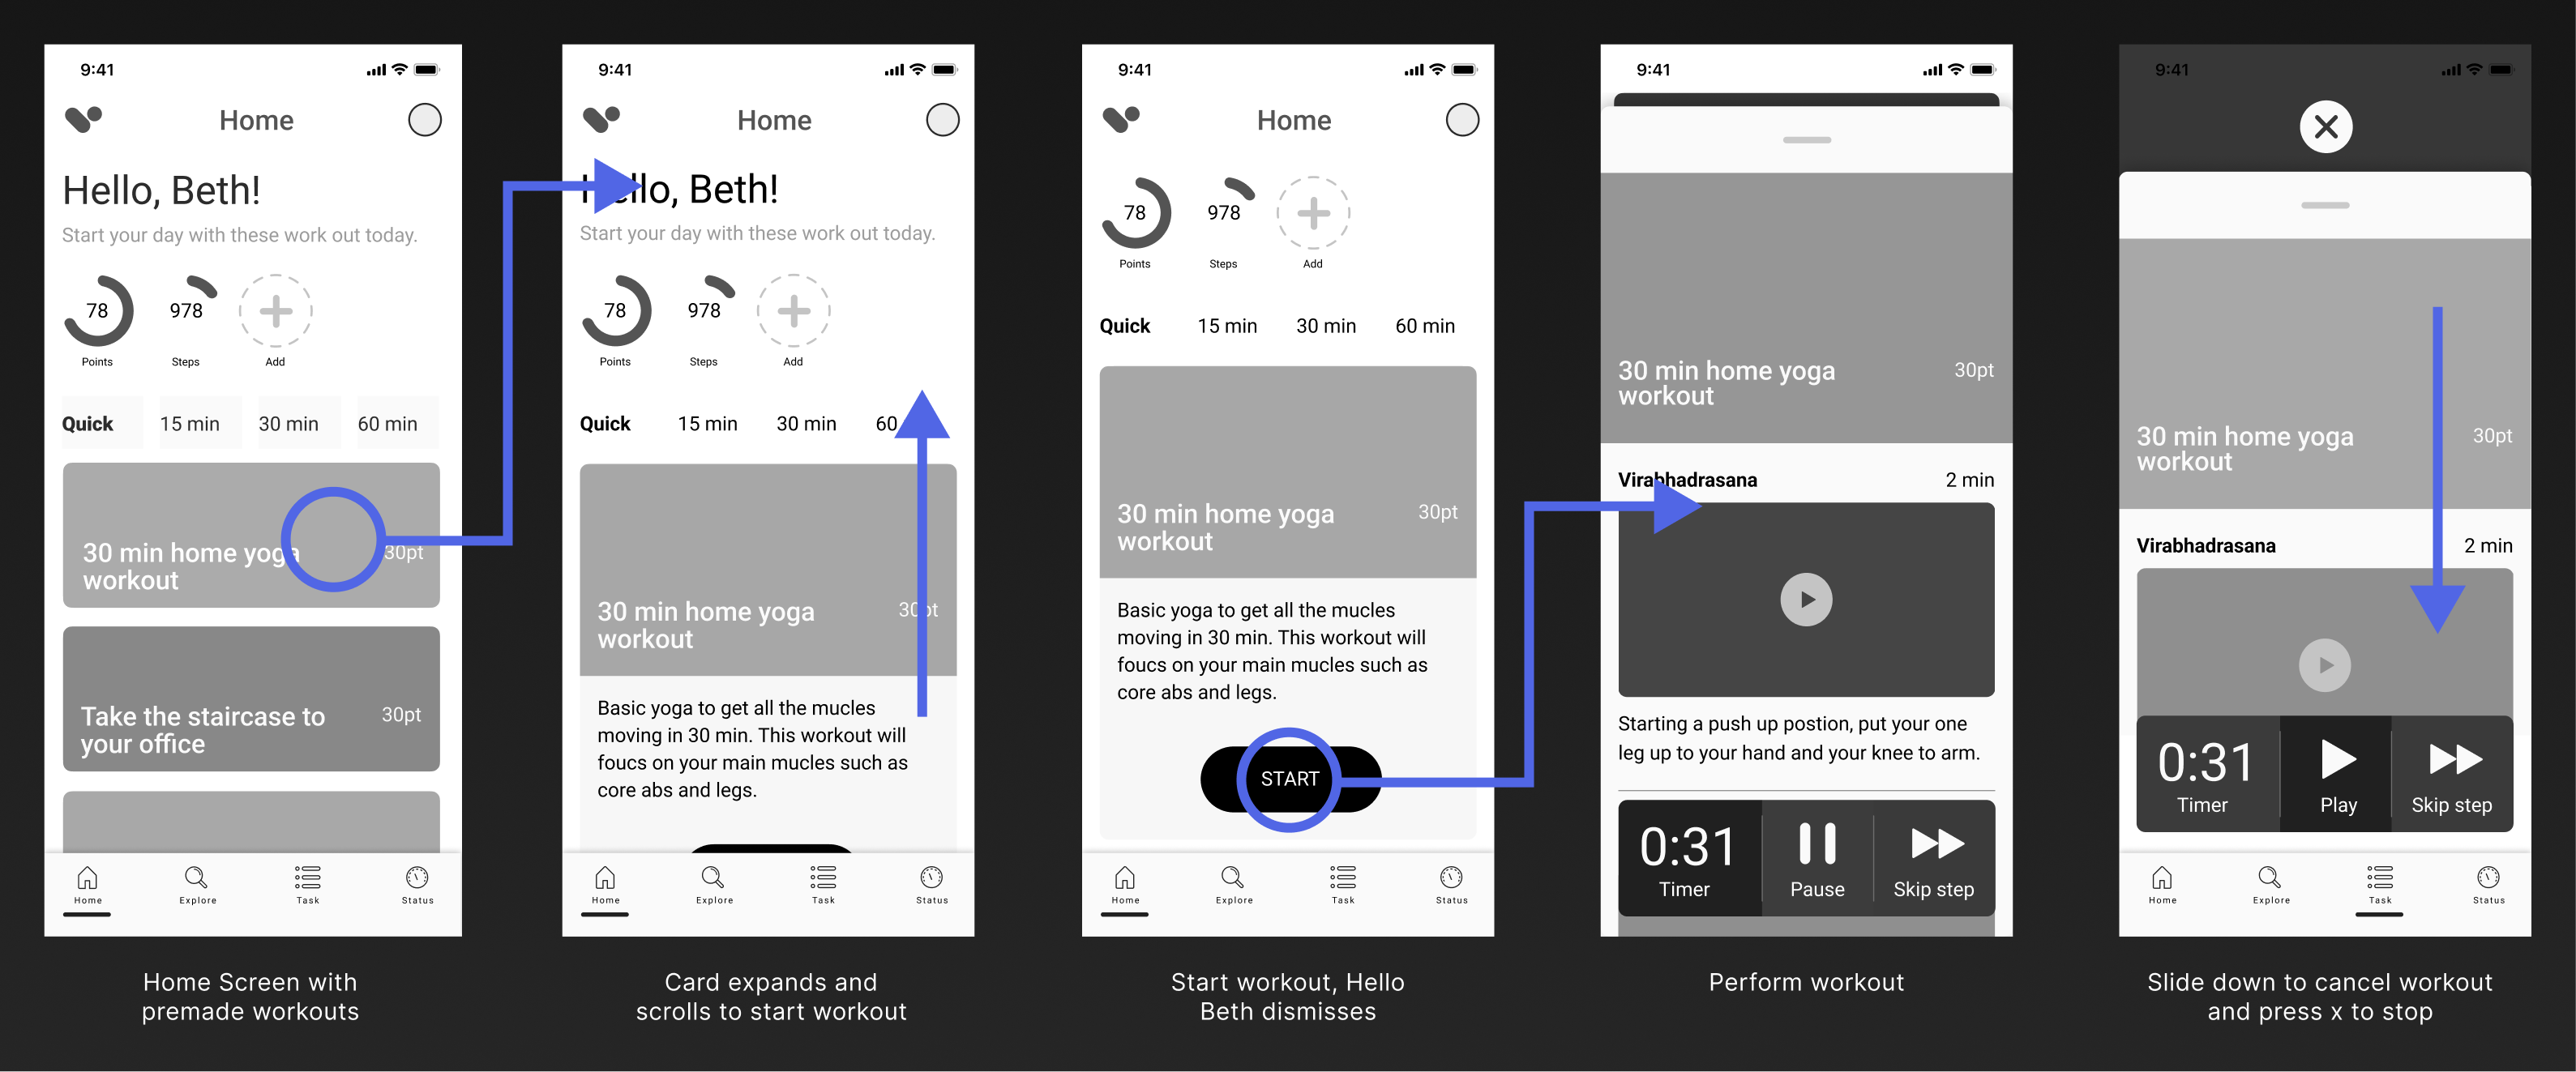 9:41
Home
Hello, Beth!
Start your day with these work out today.
78
978
Points
Steps
Add
Quick
15 min
30 min
60 min
30 min home yoga
workout
30pt
Take the staircase to
your office
30pt
Home
Explore
Task
Status
Home Screen with
premade workouts
9:41
Home
Hello, Beth!
Start your day with these work out today.
78
978
Points
Steps
Add
Quick
15 min
30 min
60
30 min home yoga
workout
30pt
Basic yoga to get all the mucles
moving in 30 min. This workout will
foucs on your main mucles such as
core abs and legs.
Home
Explore
Task
Status
Card expands and
scrolls to start workout
9:41
Home
78
978
Points
Steps
Add
Quick
15 min
30 min
60 min
30 min home yoga
workout
30pt
Basic yoga to get all the mucles
moving in 30 min. This workout will
foucs on your main mucles such as
core abs and legs.
START
Home
Explore
Task
Status
Start workout, Hello
Beth dismisses
9:41
30 min home yoga
workout
30pt
Virabhadrasana
2 min
Starting a push up postion, put your one
leg up to your hand and your knee to arm.
0:31
Timer
Pause
Skip step
Perform workout
9:41
30 min home yoga
workout
30pt
Virabhadrasana
2 min
0:31
Timer
Play
Skip step
Home
Explore
Task
Status
Slide down to cancel workout
and press x to stop